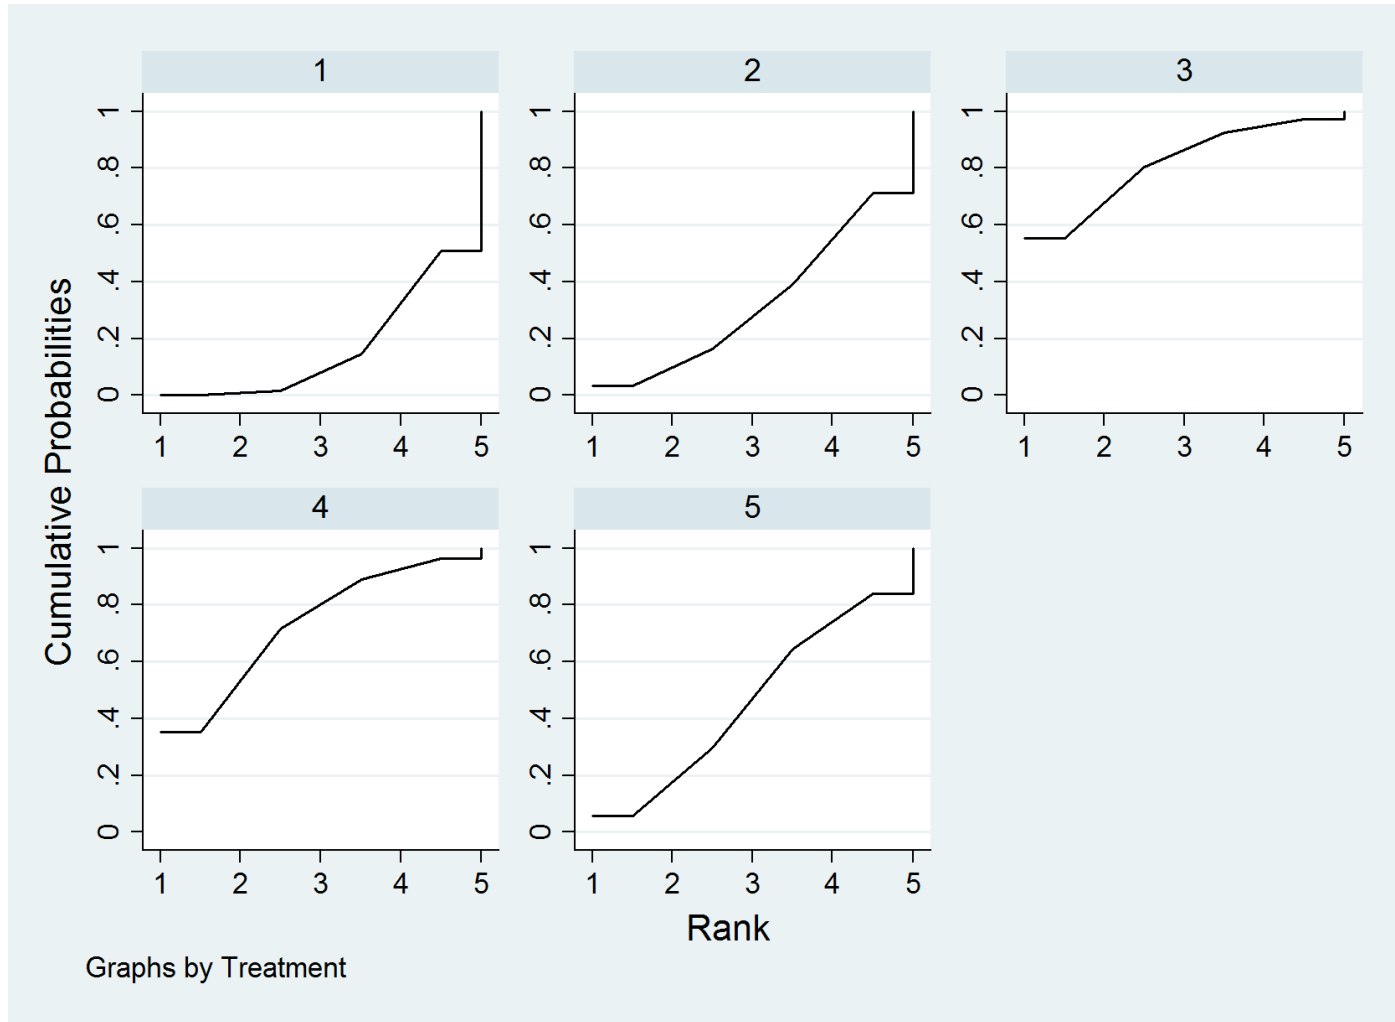 1 2 3
Cumulative Probabilities
1 1 1
.8 .8 .8
.6 .6 .6
.4 .4 .4
.2 .2 .2
0 0 0
1 2 3 4 5 1 2 3 4 5 1 2 3 4 5
4 5
1 1
.8 .8
.6 .6
.4 .4
.2 .2
0 0
1 2 3 4 5 1 2 3 4 5
Rank
Graphs by Treatment